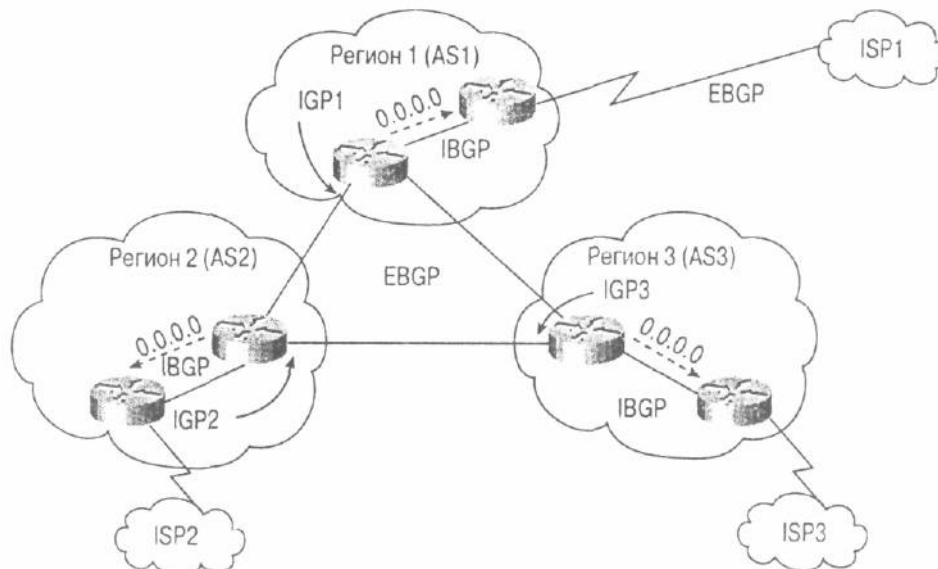 Регион 1 (AS1)
ISP1
IGP1
0.0.0.0
EBGP
IBGP
Регион 2 (AS2)
Регион 3 (AS3)
EBGP
IGP3
0.0.0.0
0.0.0.0
IBGP
IGP2
IBGP
ISP2
ISP3